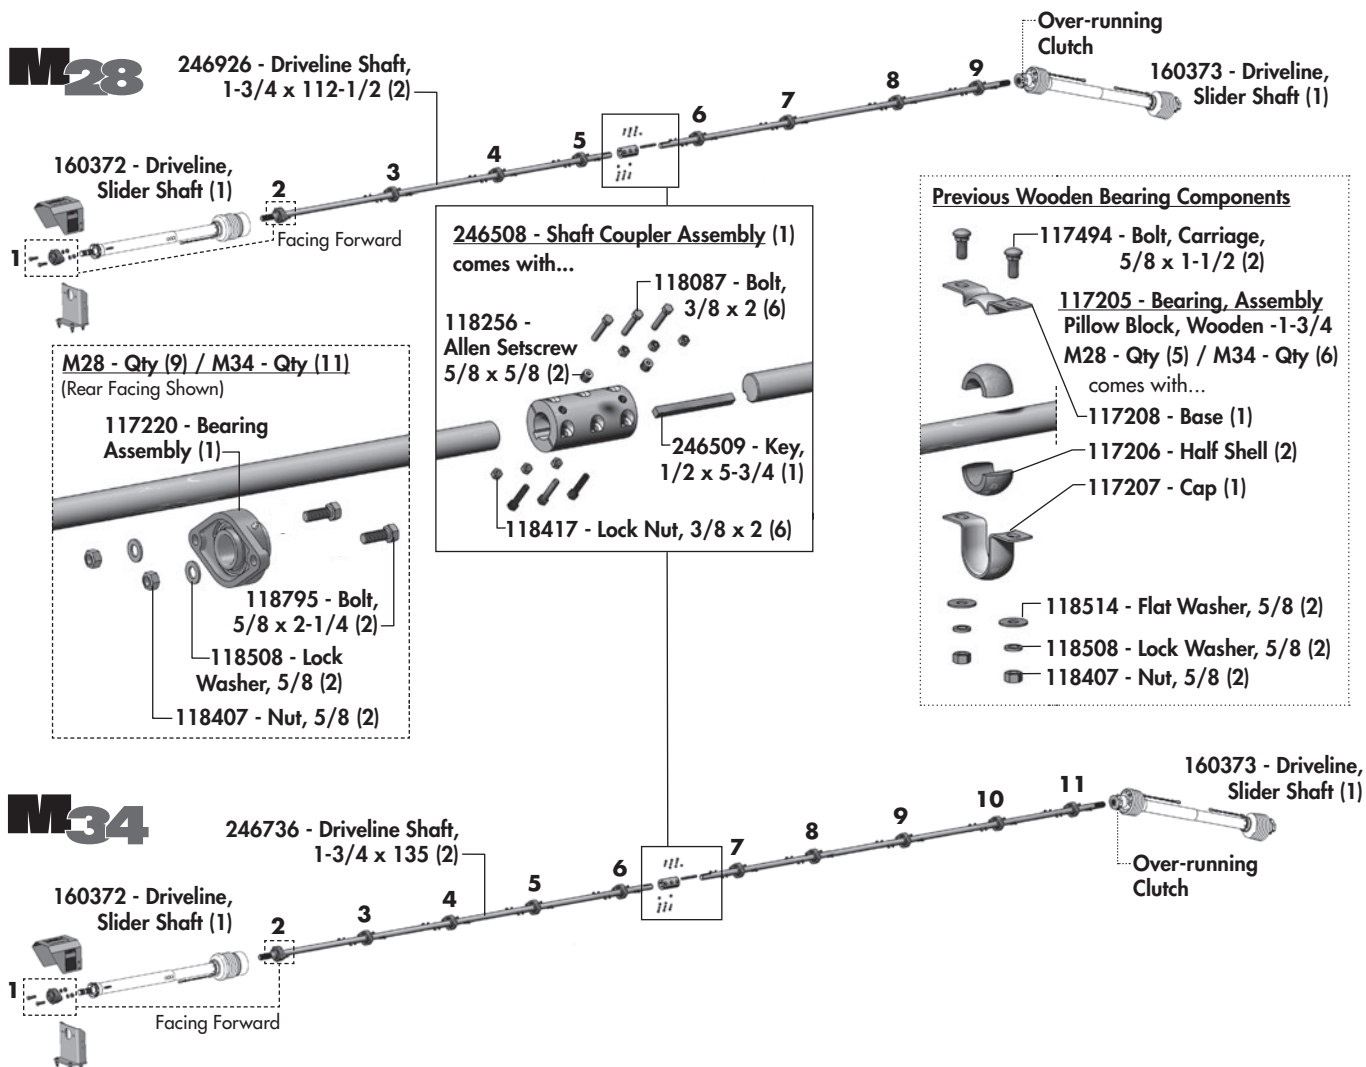 M28
246926 - Driveline Shaft,
1-3/4 x 112-1/2 (2)
Over-running
Clutch
160373 - Driveline,
Slider Shaft (1)
160372 - Driveline,
Slider Shaft (1)
1
2
3
4
5
6
7
8
9
Facing Forward
246508 - Shaft Coupler Assembly (1)
comes with...
118087 - Bolt,
3/8 x 2 (6)
118256 -
Allen Setscrew
5/8 x 5/8 (2)
246509 - Key,
1/2 x 5-3/4 (1)
118417 - Lock Nut, 3/8 x 2 (6)
M28 - Qty (9) / M34 - Qty (11)
(Rear Facing Shown)
117220 - Bearing
Assembly (1)
118795 - Bolt,
5/8 x 2-1/4 (2)
118508 - Lock
Washer, 5/8 (2)
118407 - Nut, 5/8 (2)
Previous Wooden Bearing Components
117494 - Bolt, Carriage,
5/8 x 1-1/2 (2)
117205 - Bearing, Assembly
Pillow Block, Wooden -1-3/4
M28 - Qty (5) / M34 - Qty (6)
comes with...
117208 - Base (1)
117206 - Half Shell (2)
117207 - Cap (1)
118514 - Flat Washer, 5/8 (2)
118508 - Lock Washer, 5/8 (2)
118407 - Nut, 5/8 (2)
M34
246736 - Driveline Shaft,
1-3/4 x 135 (2)
160373 - Driveline,
Slider Shaft (1)
Over-running
Clutch
160372 - Driveline,
Slider Shaft (1)
1
2
3
4
5
6
7
8
9
10
11
Facing Forward